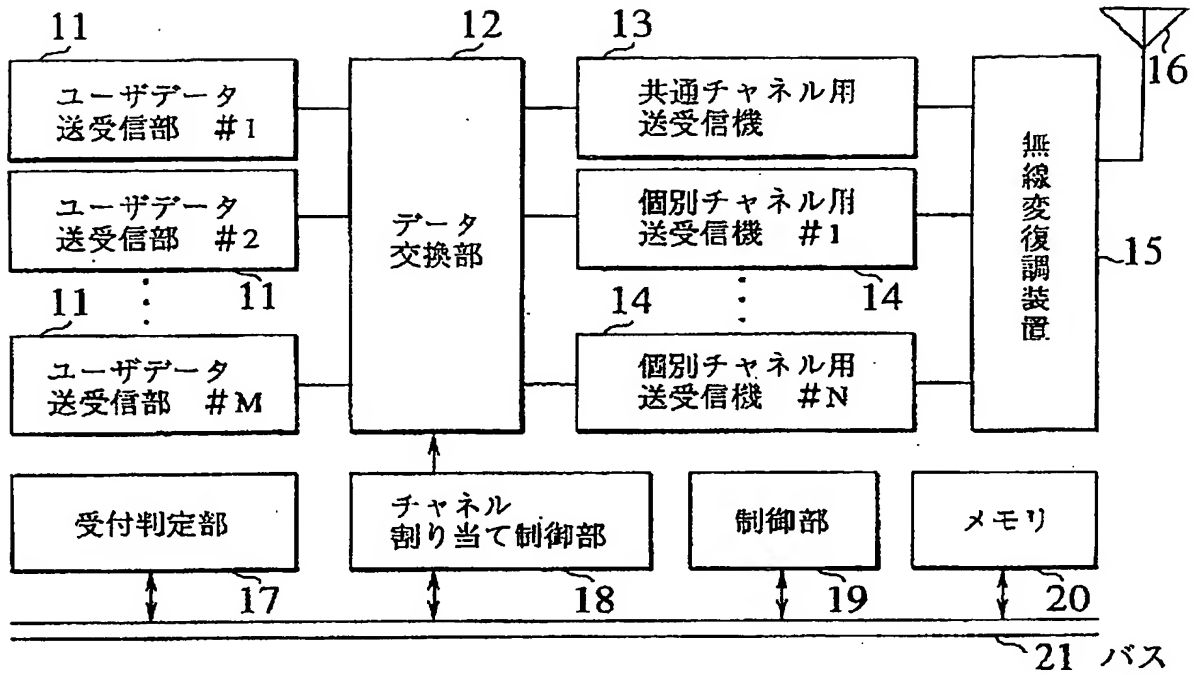 11
12
13
16
ユーザデータ
送受信部 #1
共通チャネル用
送受信機
ユーザデータ
送受信部 #2
11
データ
交換部
個別チャネル用
送受信機 #1
14
無線変復調装置
15
11
ユーザデータ
送受信部 #M
14
個別チャネル用
送受信機 #N
受付判定部
17
チャネル
割り当て制御部
18
制御部
19
メモリ
20
21 バス